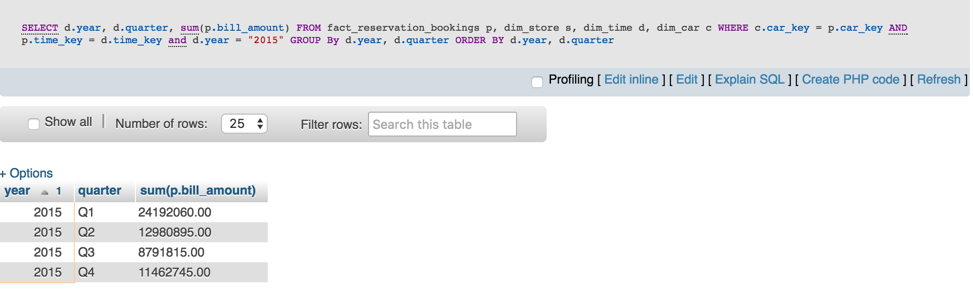 SELECT d.year, d.quarter, sum(p.bill_amount) FROM fact_reservation_bookings p, dim_store s, dim_time d, dim_car c WHERE c.car_key = p.car_key AND
p.time_key = d.time_key and d.year = "2015" GROUP By d.year, d.quarter ORDER BY d.year, d.quarter
Profiling [ Edit inline ] [ Edit ] [ Explain SQL ] [ Create PHP code ] [ Refresh ]
Show all | Number of rows: 25 Filter rows: Search this table
+ Options
year 1 quarter sum(p.bill_amount)
2015 Q1 24192060.00
2015 Q2 12980895.00
2015 Q3 8791815.00
2015 Q4 11462745.00